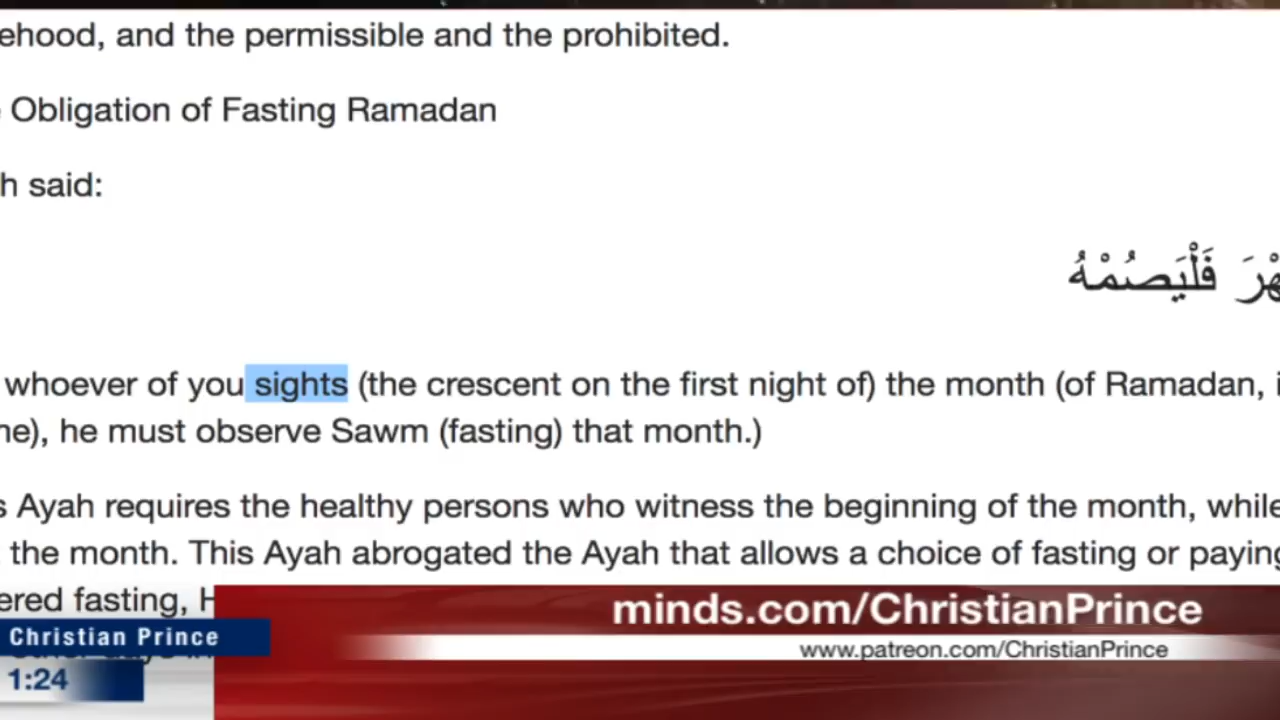 ehood, and the permissible and the prohibited.
Obligation of Fasting Ramadan
h said:
هْرَ فَلْيَصُمْهُ
whoever of you sights (the crescent on the first night of) the month (of Ramadan, i
ne), he must observe Sawm (fasting) that month.)
s Ayah requires the healthy persons who witness the beginning of the month, while
the month. This Ayah abrogated the Ayah that allows a choice of fasting or paying
ered fasting, H
minds.com/ChristianPrince
Christian Prince
www.patreon.com/ChristianPrince
1:24